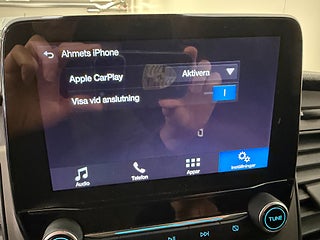 Ahmets iPhone
Apple CarPlay Aktivera
Visa vid anslutning I
Audio Telefon Appar Inställningar
TUNE